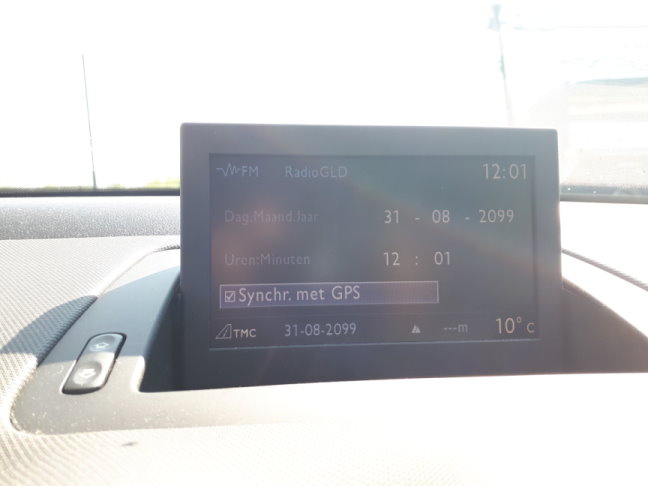 FM RadioGLD 12:01
Dag.Maand.Jaar 31 - 08 - 2099
Uren:Minuten 12 : 01
Synchr. met GPS
TMC 31-08-2099 ---m 10° C